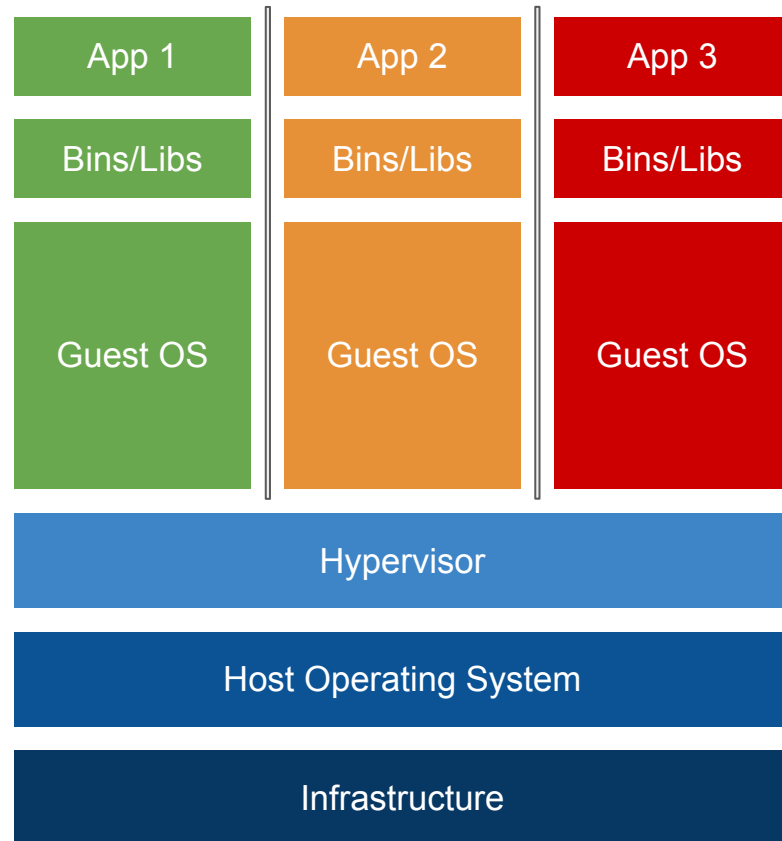 App 1
App 2
App 3
Bins/Libs
Bins/Libs
Bins/Libs
Guest OS
Guest OS
Guest OS
Hypervisor
Host Operating System
Infrastructure